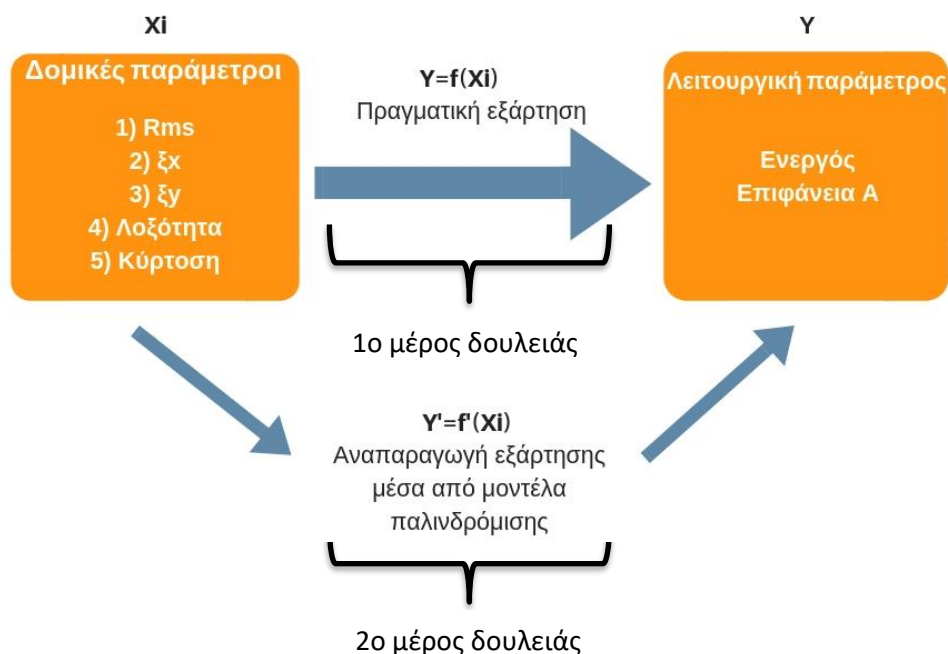 Xi
Δομικές παράμετροι
1) Rms
2) ξx
3) ξy
4) Λοξότητα
5) Κύρτοση
Y=f(Xi)
Πραγματική εξάρτηση
Y
Λειτουργική παράμετρος
Ενεργός
Επιφάνεια Α
1ο μέρος δουλειάς
Y'=f'(Xi)
Αναπαραγωγή εξάρτησης
μέσα από μοντέλα
παλινδρόμισης
2ο μέρος δουλειάς